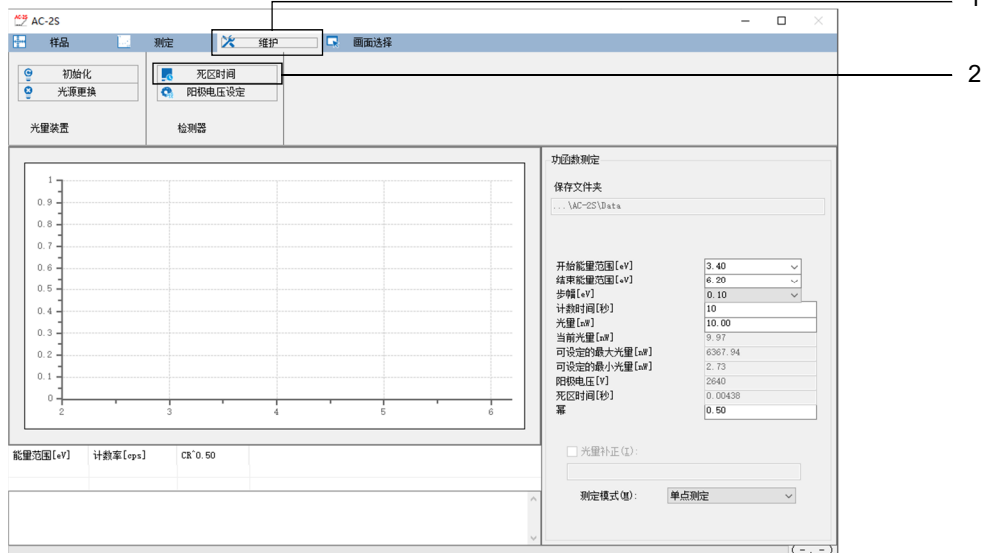 1
AC-2S AC-2S
样品 测定 维护 画面选择
2
初始化 死区时间
光源更换 阳极电压设定
光量装置 检测器
功函数测定
保存文件夹
...\AC-2S\Data
1
0.9
0.8
0.7
0.6
0.5
0.4
0.3
0.2
0.1
0
2 3 4 5 6
开始能量范围[eV] 3.40
结束能量范围[eV] 6.20
步幅[eV] 0.10
计数时间[秒] 10
光量[nW] 10.00
当前光量[nW] 9.97
可设定的最大光量[nW] 6367.94
可设定的最小光量[nW] 2.73
阳极电压[V] 2640
死区时间[秒] 0.00438
幂 0.50
能量范围[eV] 计数率[cps] CR^0.50
光量补正(I):
测定模式(M): 单点测定
(-.-)